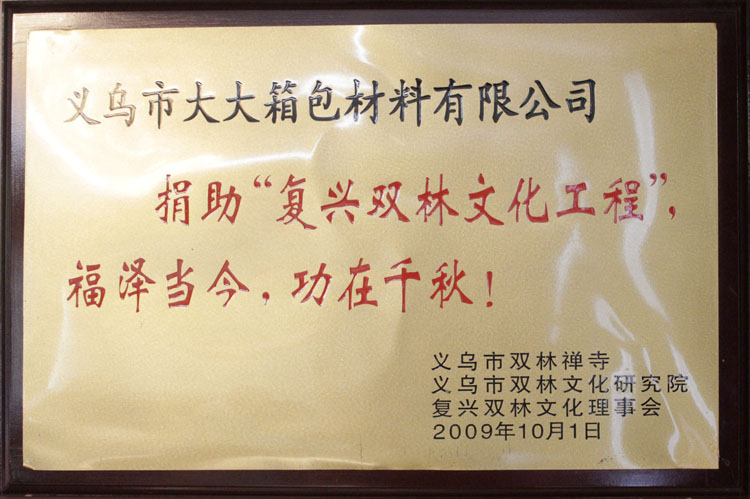 义乌市大大箱包材料有限公司
捐助“复兴双林文化工程”，
福泽当今，功在千秋！
义乌市双林禅寺
义乌市双林文化研究院
复兴双林文化理事会
2009年10月1日